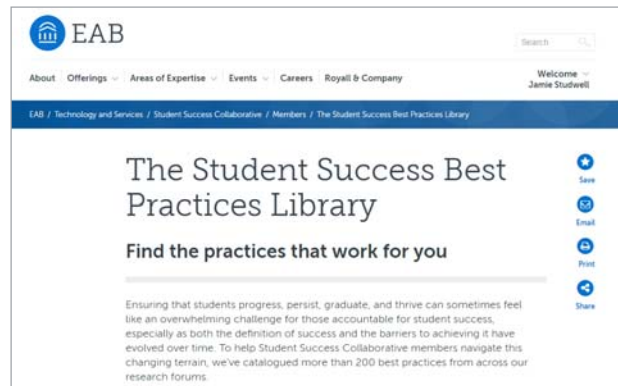 EAB
Search
About Offerings Areas of Expertise Events Careers Royall & Company
Welcome
Jamie Studwell
EAB / Technology and Services / Student Success Collaborative / Members / The Student Success Best Practices Library
The Student Success Best
Practices Library
Save
Email
Find the practices that work for you
Print
Share
Ensuring that students progress, persist, graduate, and thrive can sometimes feel
like an overwhelming challenge for those accountable for student success,
especially as both the definition of success and the barriers to achieving it have
evolved over time. To help Student Success Collaborative members navigate this
changing terrain, we've catalogued more than 200 best practices from across our
research forums.